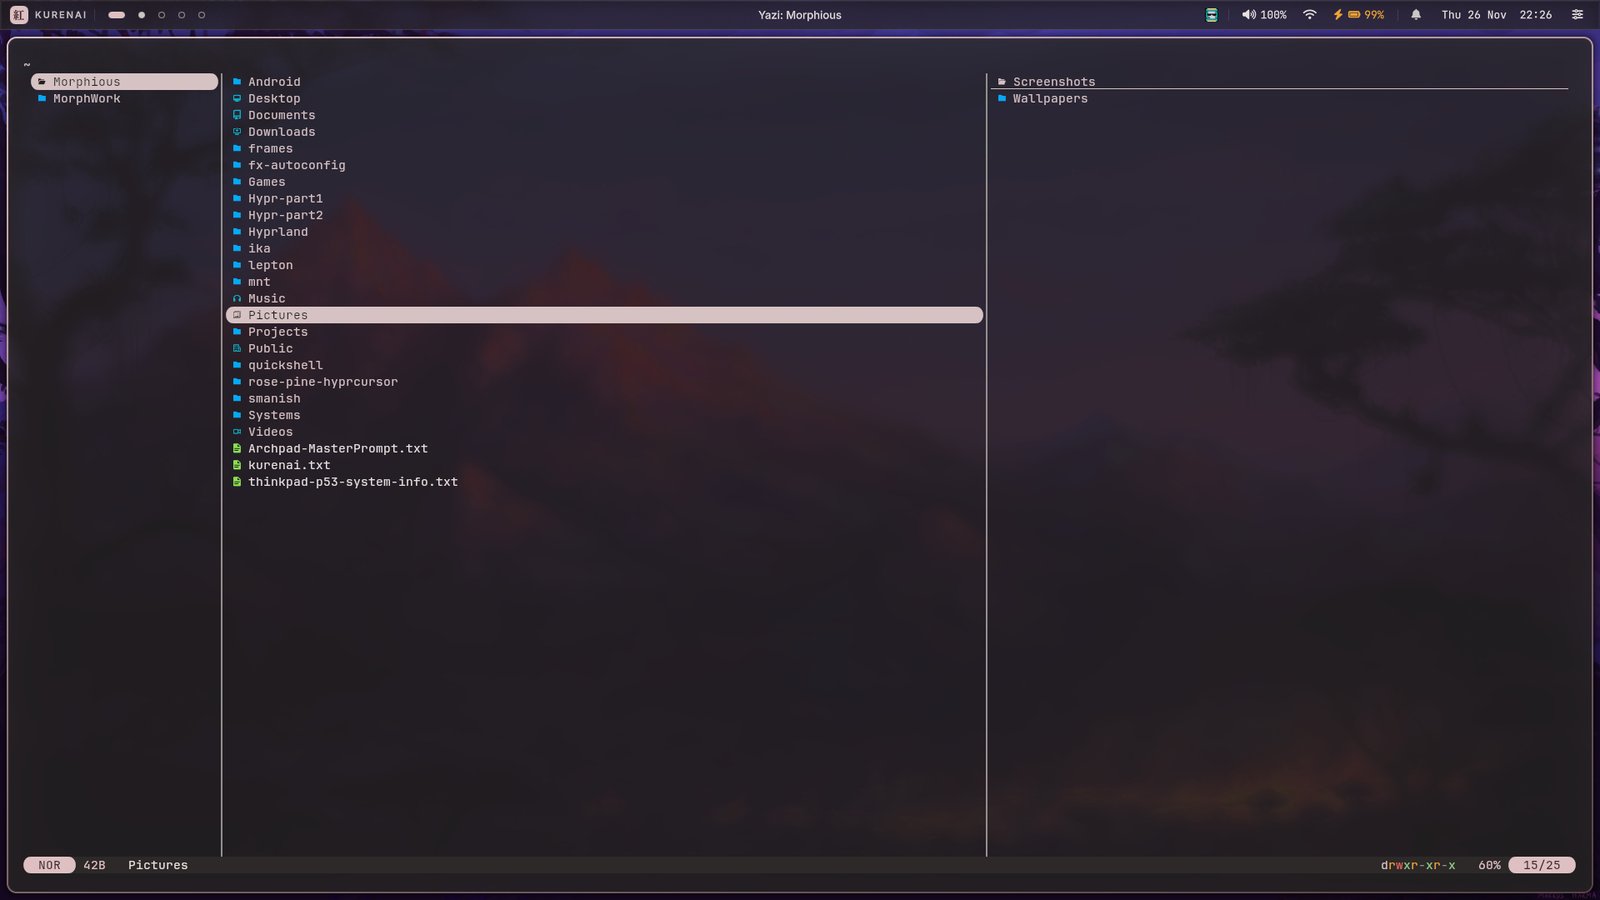 紅 KURENAI Yazi: Morphious 100% 99% Thu 26 Nov 22:26
~
Morphious
MorphWork
Android
Desktop
Documents
Downloads
frames
fx-autoconfig
Games
Hypr-part1
Hypr-part2
Hyprland
ika
lepton
mnt
Music
Pictures
Projects
Public
quickshell
rose-pine-hyprcursor
smanish
Systems
Videos
Archpad-MasterPrompt.txt
kurenai.txt
thinkpad-p53-system-info.txt
Screenshots
Wallpapers
NOR 42B Pictures drwxr-xr-x 60% 15/25